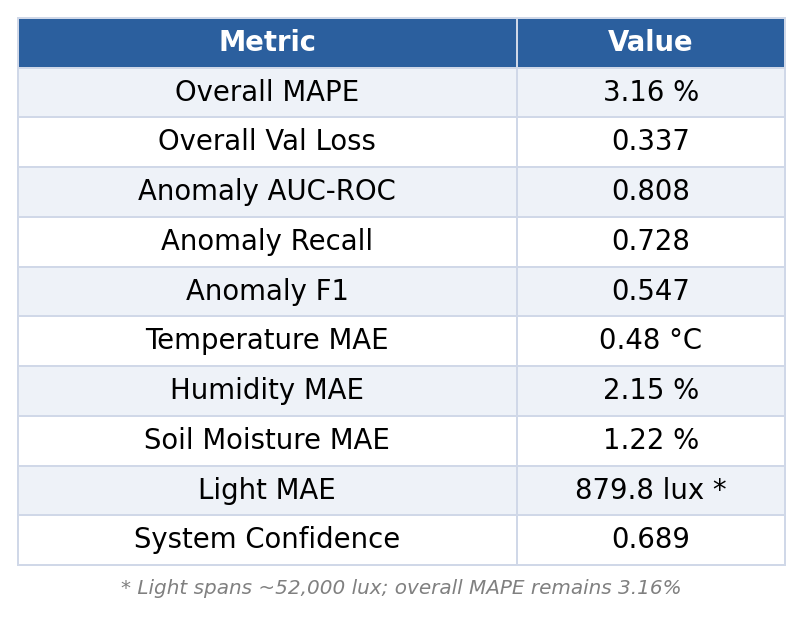 Metric Value
Overall MAPE 3.16 %
Overall Val Loss 0.337
Anomaly AUC-ROC 0.808
Anomaly Recall 0.728
Anomaly F1 0.547
Temperature MAE 0.48 °C
Humidity MAE 2.15 %
Soil Moisture MAE 1.22 %
Light MAE 879.8 lux *
System Confidence 0.689
* Light spans ~52,000 lux; overall MAPE remains 3.16%